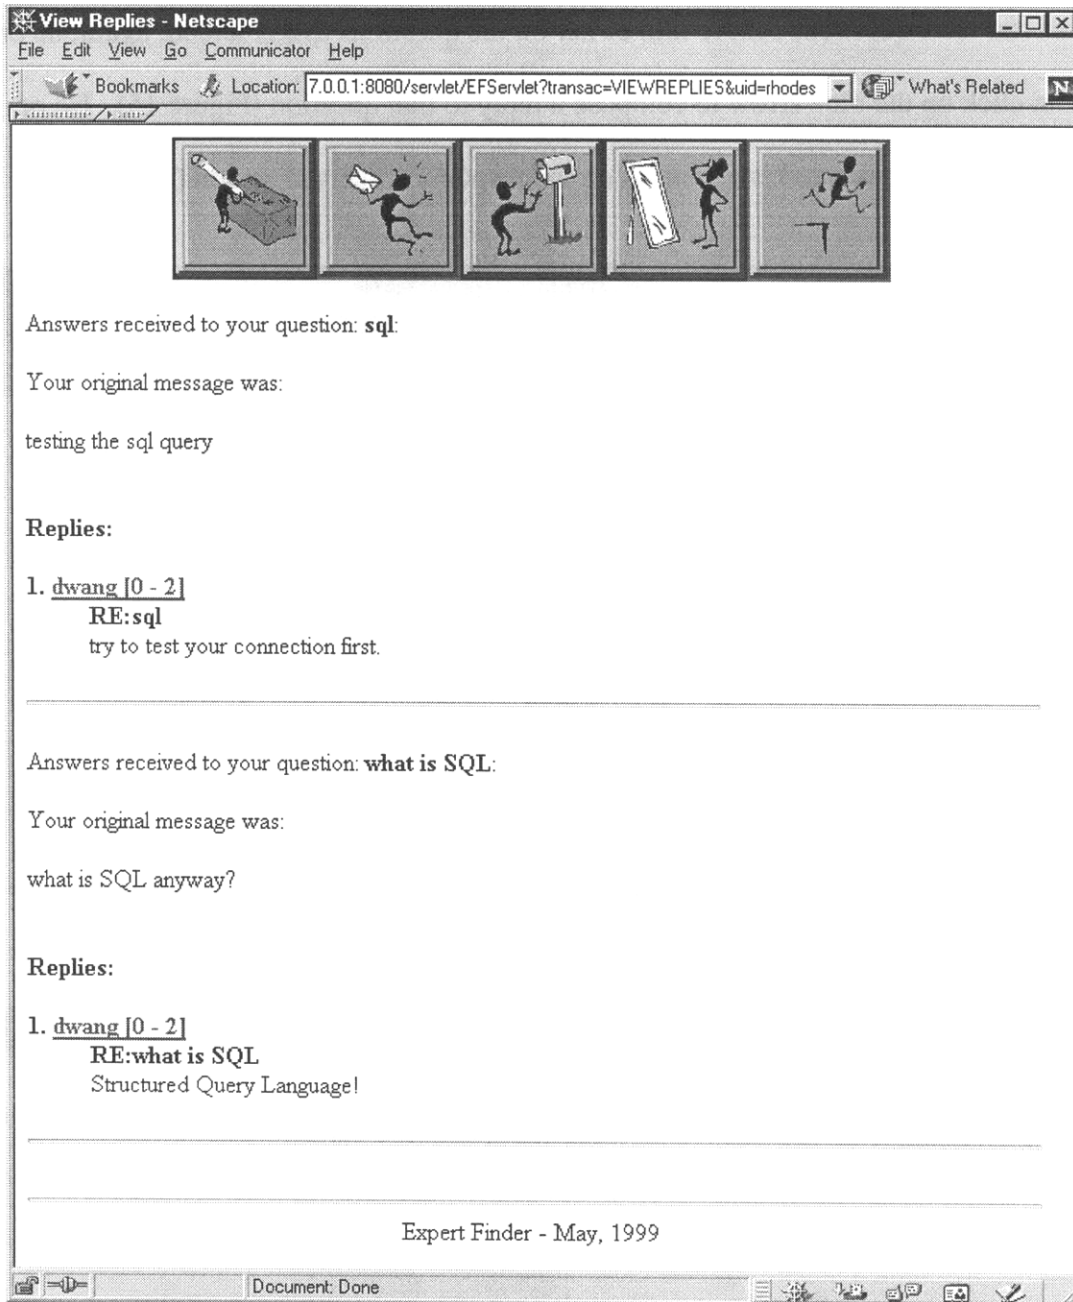 View Replies - Netscape
File Edit View Go Communicator Help
Bookmarks Location: 7.0.0.1:8080/servlet/EFServlet?transac=VIEWREPLIES&uid=rhodes What's Related N
Answers received to your question: sql:
Your original message was:
testing the sql query
Replies:
1. dwang [0 - 2]
RE:sql
try to test your connection first.
Answers received to your question: what is SQL:
Your original message was:
what is SQL anyway?
Replies:
1. dwang [0 - 2]
RE:what is SQL
Structured Query Language!
Expert Finder - May, 1999
Document: Done